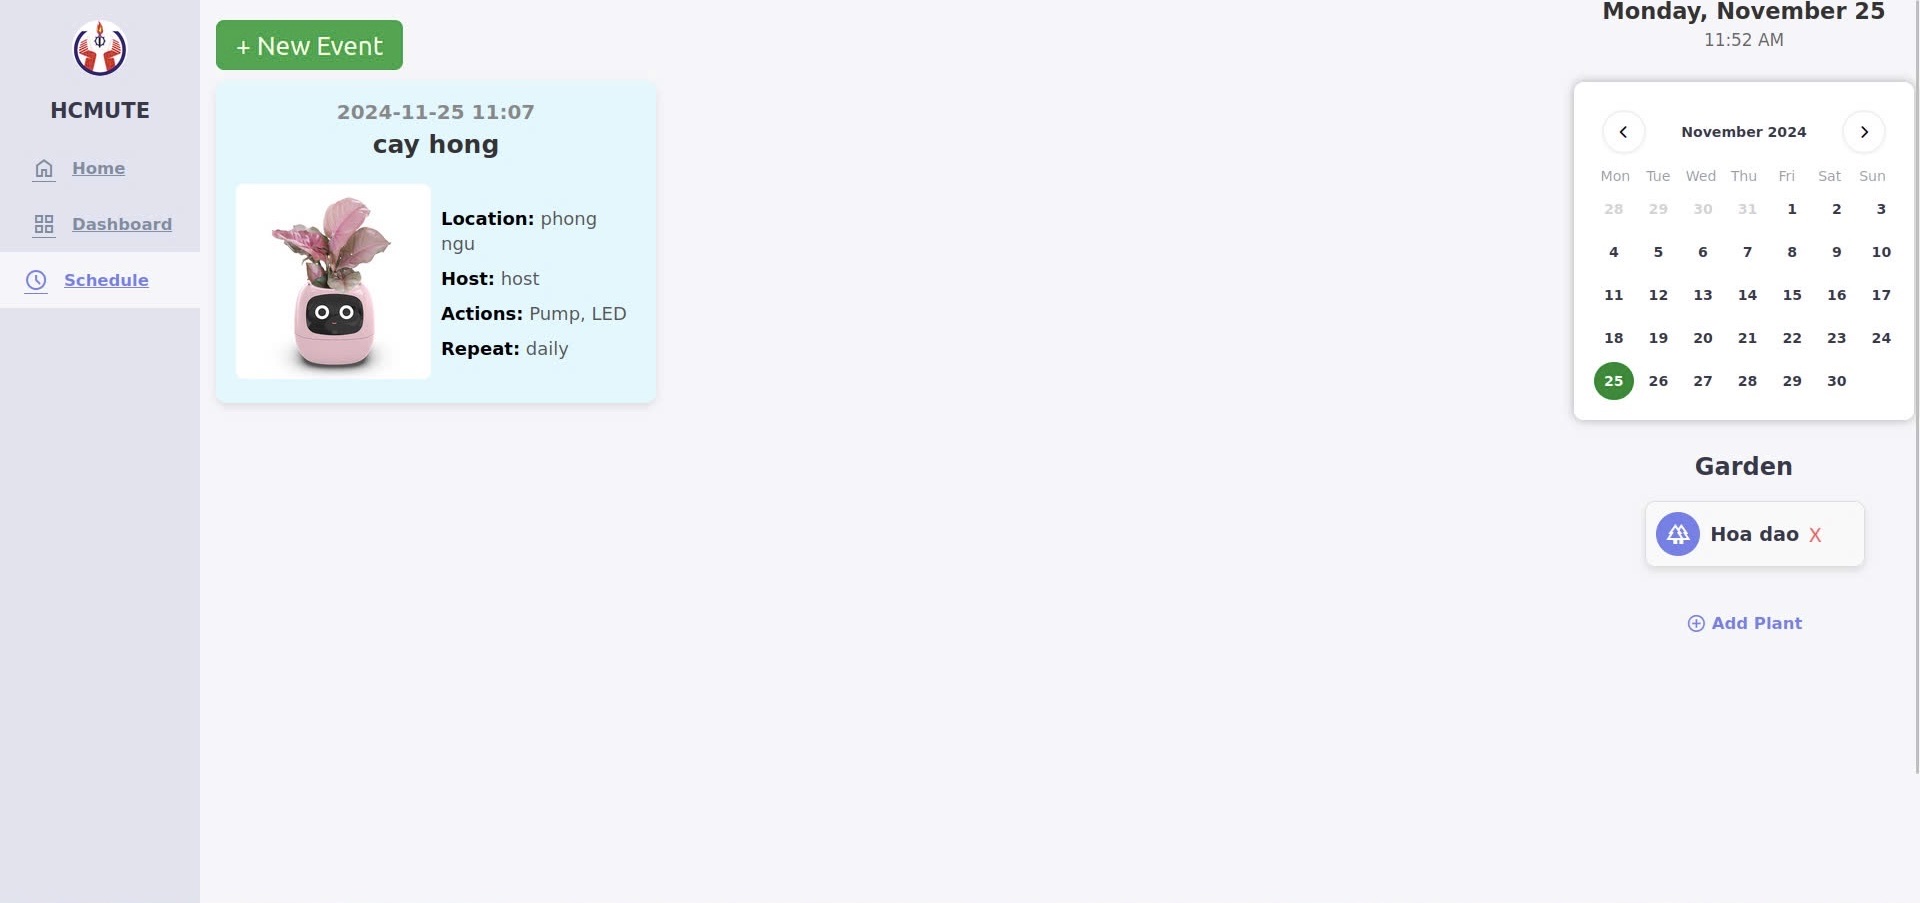 HCMUTE
Home
Dashboard
Schedule
+ New Event
2024-11-25 11:07
cay hong
Location: phong
ngu
Host: host
Actions: Pump, LED
Repeat: daily
Monday, November 25
11:52 AM
November 2024
Mon Tue Wed Thu Fri Sat Sun
28 29 30 31 1 2 3
4 5 6 7 8 9 10
11 12 13 14 15 16 17
18 19 20 21 22 23 24
25 26 27 28 29 30
Garden
Hoa dao X
Add Plant